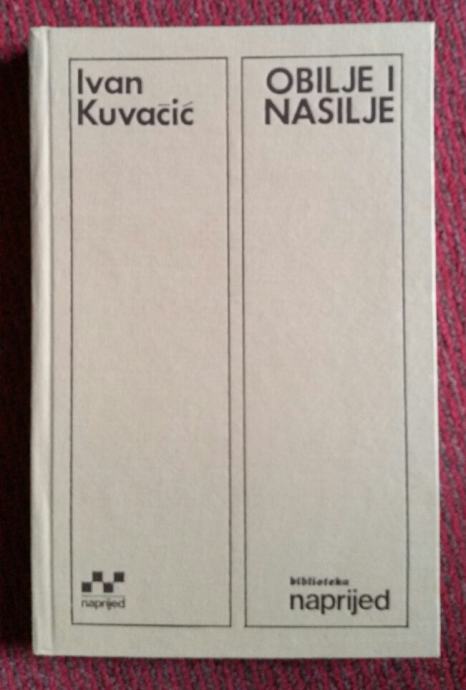 Ivan
Kuvačić
OBILJE I
NASILJE
naprijed
biblioteka
naprijed